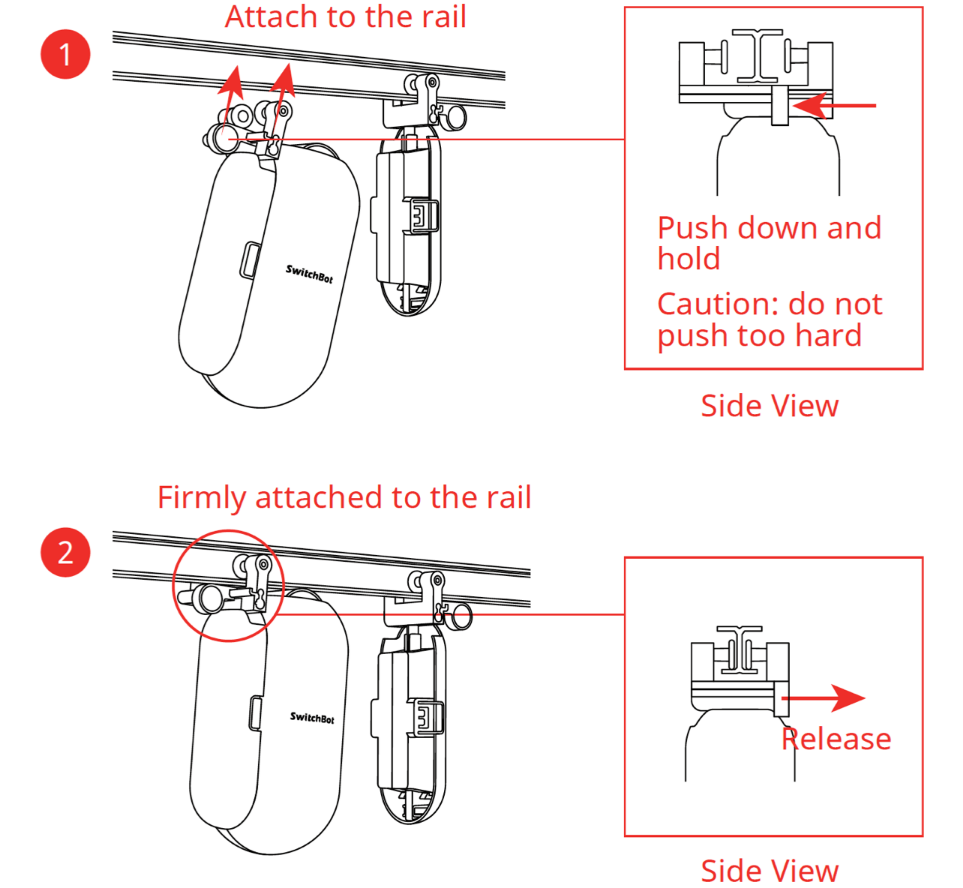 Attach to the rail
1
SwitchBot
Push down and
hold
Caution: do not
push too hard
Side View
Firmly attached to the rail
2
SwitchBot
Release
Side View